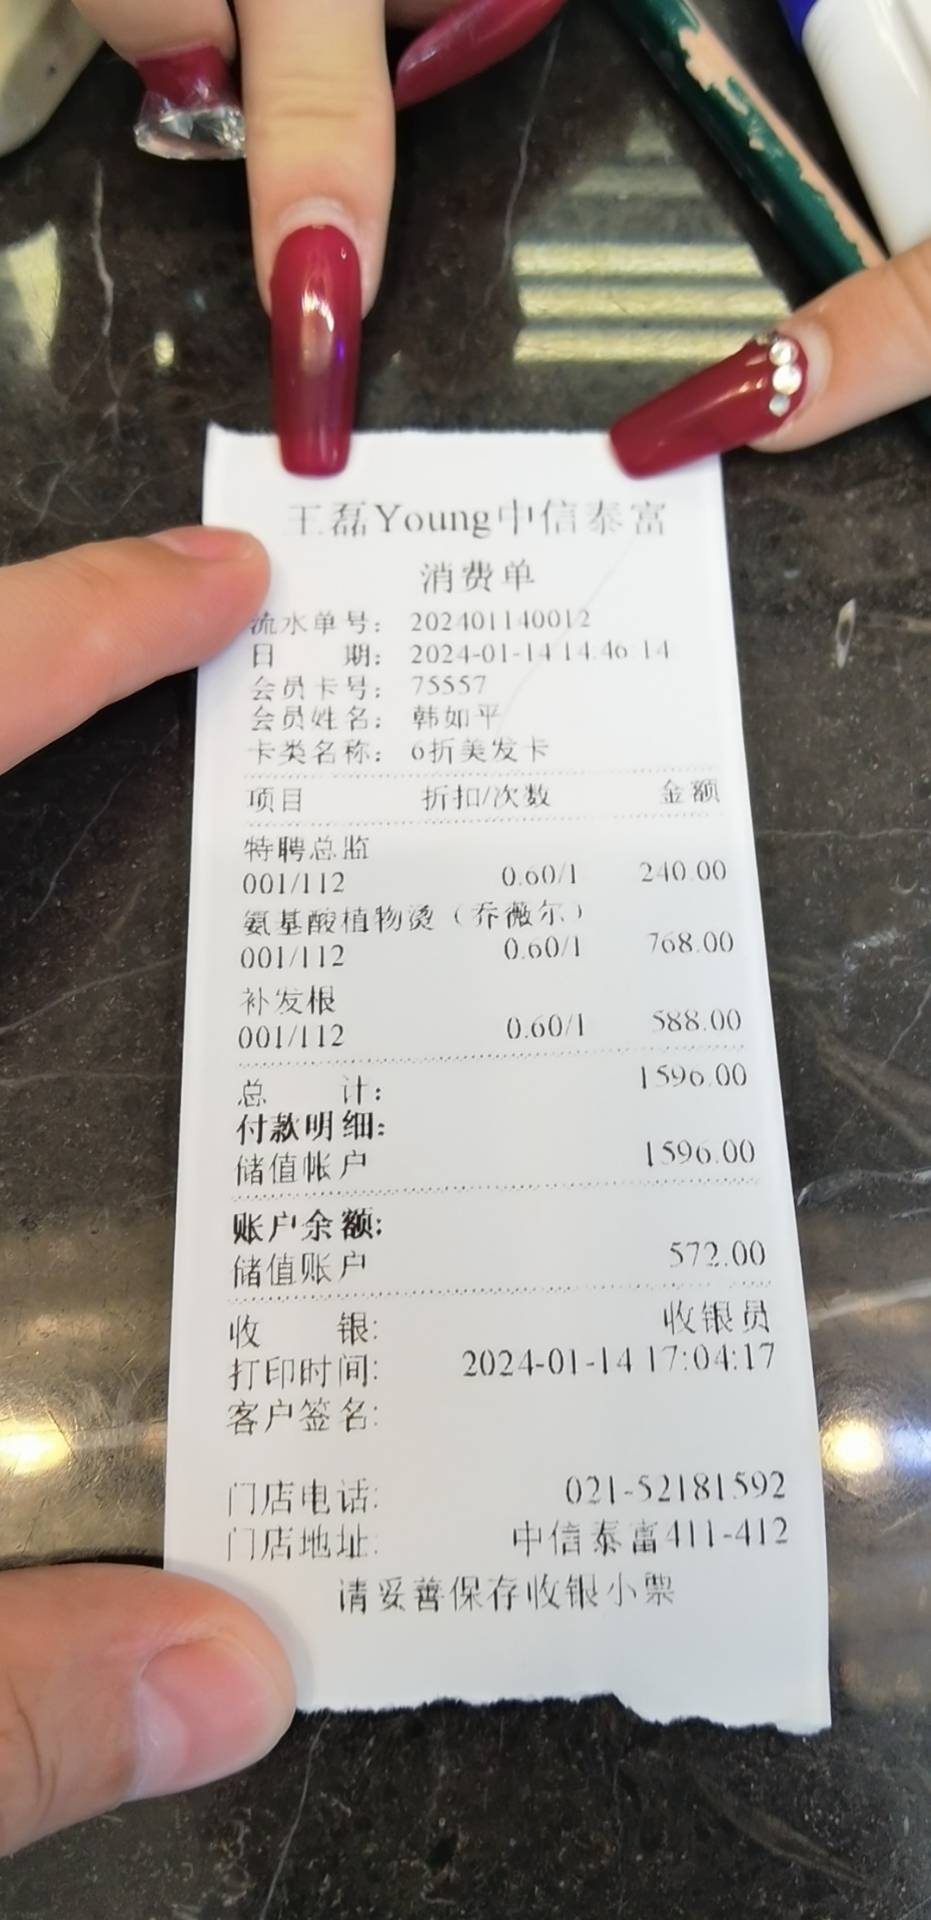 王磊Young中信泰富
消费单
流水单号： 202401140012
日 期： 2024-01-14 14:46:14
会员卡号： 75557
会员姓名： 韩如平
卡类名称： 6折美发卡
项目 折扣/次数 金额
特聘总监
001/112 0.60/1 240.00
氨基酸植物烫（乔薇尔）
001/112 0.60/1 768.00
补发根
001/112 0.60/1 588.00
总 计： 1596.00
付款明细:
储值帐户 1596.00
账户余额:
储值账户 572.00
收 银: 收银员
打印时间: 2024-01-14 17:04:17
客户签名:
门店电话: 021-52181592
门店地址: 中信泰富411-412
请妥善保存收银小票